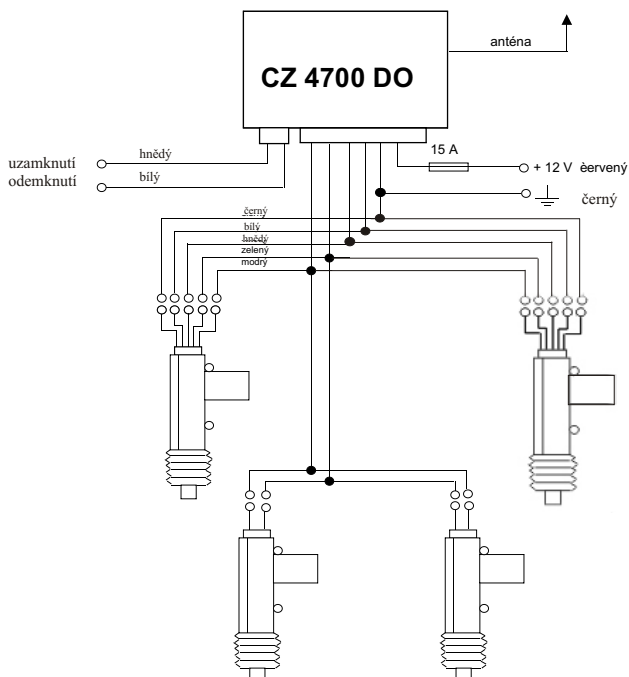 anténa
CZ 4700 DO
15 A
hnědý
uzamknutí
+ 12 V èervený
bílý
odemknutí
černý
černý
bílý
hnědý
zelený
modrý